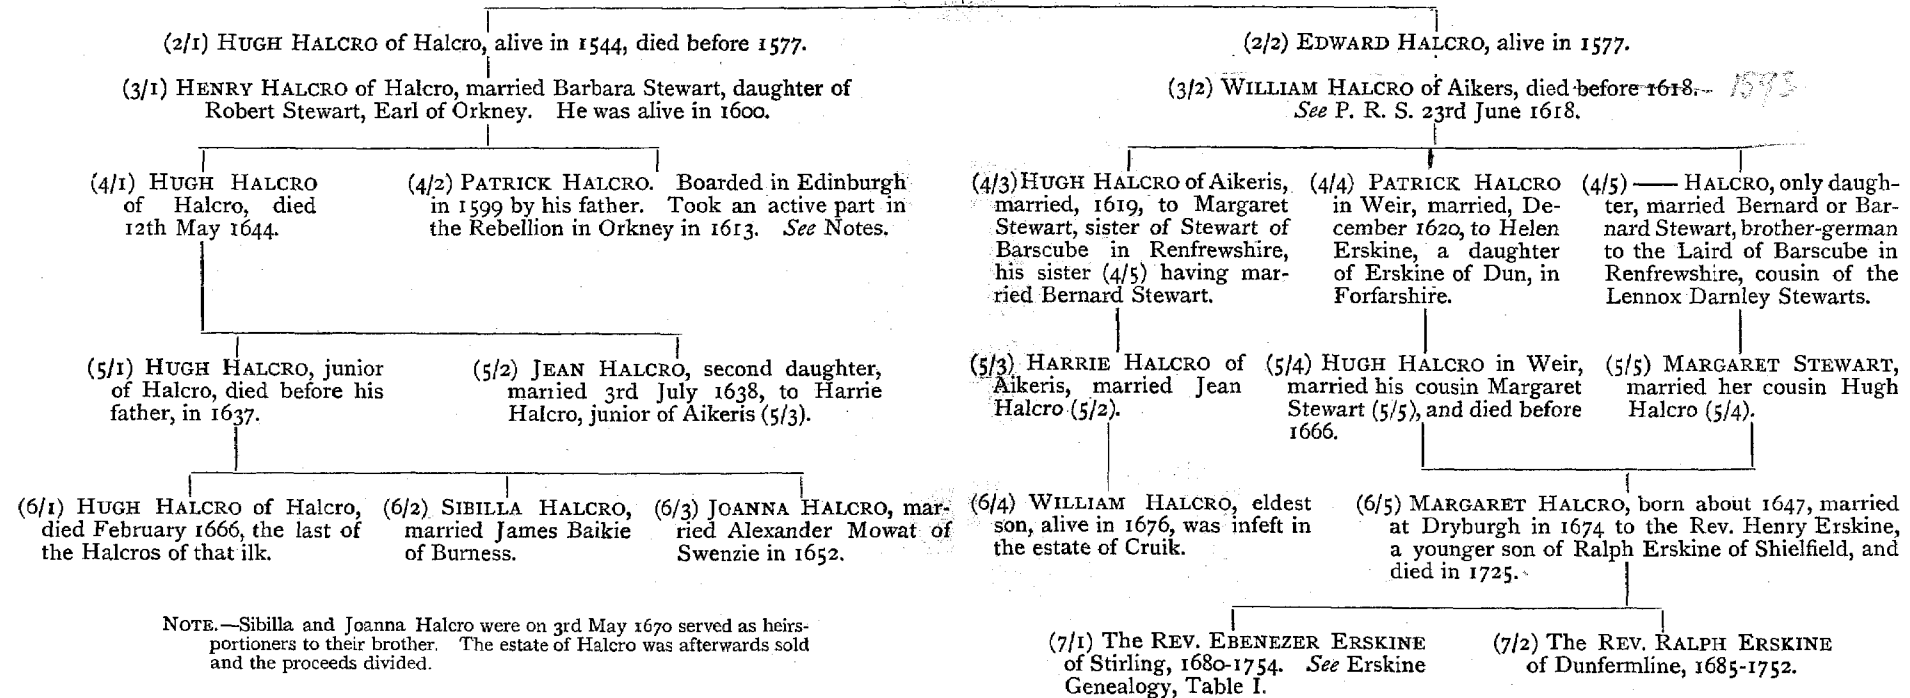 (2/1) HUGH HALCRO of Halcro, alive in 1544, died before 1577.
(2/2) EDWARD HALCRO, alive in 1577.
(3/1) HENRY HALCRO of Halcro, married Barbara Stewart, daughter of
Robert Stewart, Earl of Orkney. He was alive in 1600.
(3/2) WILLIAM HALCRO of Aikers, died before 1618. 1593
See P. R. S. 23rd June 1618.
(4/1) HUGH HALCRO
of Halcro, died
12th May 1644.
(4/2) PATRICK HALCRO. Boarded in Edinburgh
in 1599 by his father. Took an active part in
the Rebellion in Orkney in 1613. See Notes.
(4/3) HUGH HALCRO of Aikeris,
married, 1619, to Margaret
Stewart, sister of Stewart of
Barscube in Renfrewshire,
his sister (4/5) having mar-
ried Bernard Stewart.
(4/4) PATRICK HALCRO
in Weir, married, De-
cember 1620, to Helen
Erskine, a daughter
of Erskine of Dun, in
Forfarshire.
(4/5) —— HALCRO, only daugh-
ter, married Bernard or Bar-
nard Stewart, brother-german
to the Laird of Barscube in
Renfrewshire, cousin of the
Lennox Darnley Stewarts.
(5/1) HUGH HALCRO, junior
of Halcro, died before his
father, in 1637.
(5/2) JEAN HALCRO, second daughter,
married 3rd July 1638, to Harrie
Halcro, junior of Aikeris (5/3).
(5/3) HARRIE HALCRO of
Aikeris, married Jean
Halcro (5/2).
(5/4) HUGH HALCRO in Weir,
married his cousin Margaret
Stewart (5/5), and died before
1666.
(5/5) MARGARET STEWART,
married her cousin Hugh
Halcro (5/4).
(6/1) HUGH HALCRO of Halcro,
died February 1666, the last of
the Halcros of that ilk.
(6/2) SIBILLA HALCRO,
married James Baikie
of Burness.
(6/3) JOANNA HALCRO, mar-
ried Alexander Mowat of
Swenzie in 1652.
(6/4) WILLIAM HALCRO, eldest
son, alive in 1676, was infeft in
the estate of Cruik.
(6/5) MARGARET HALCRO, born about 1647, married
at Dryburgh in 1674 to the Rev. Henry Erskine,
a younger son of Ralph Erskine of Shielfield, and
died in 1725.
NOTE.—Sibilla and Joanna Halcro were on 3rd May 1670 served as heirs-
portioners to their brother. The estate of Halcro was afterwards sold
and the proceeds divided.
(7/1) The REV. EBENEZER ERSKINE
of Stirling, 1680-1754. See Erskine
Genealogy, Table I.
(7/2) The REV. RALPH ERSKINE
of Dunfermline, 1685-1752.